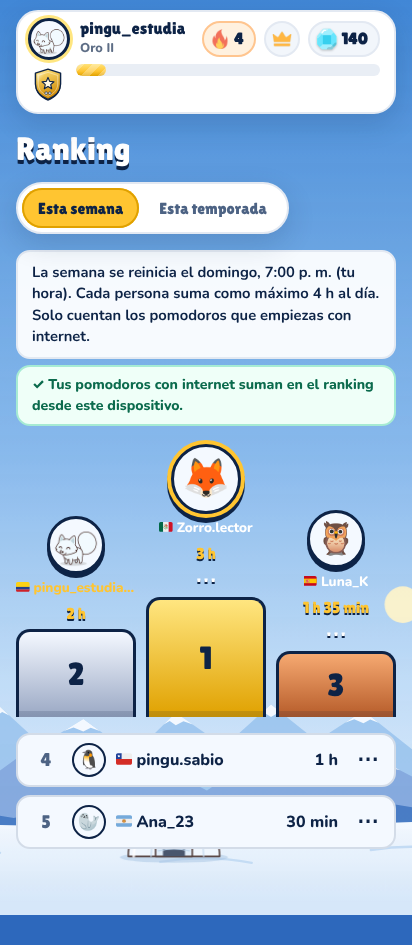 pingu_estudia
Oro II
4
140
Ranking
Esta semana
Esta temporada
La semana se reinicia el domingo, 7:00 p. m. (tu
hora). Cada persona suma como máximo 4 h al día.
Solo cuentan los pomodoros que empiezas con
internet.
✓ Tus pomodoros con internet suman en el ranking
desde este dispositivo.
Zorro.lector
3 h
...
pingu_estudia...
2 h
Luna_K
1 h 35 min
...
2
1
3
4 pingu.sabio 1 h ...
5 Ana_23 30 min ...